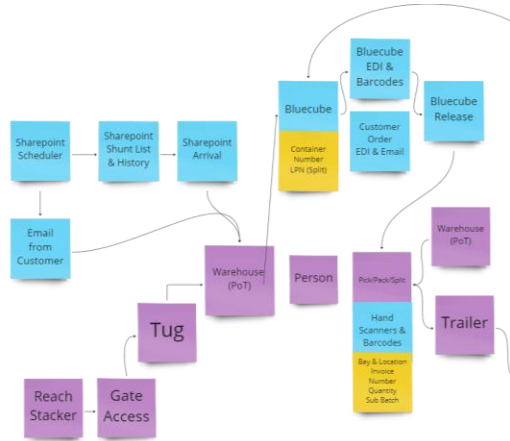 Bluecube
EDI &
Barcodes
Bluecube
Bluecube
Release
Customer
Order
EDI & Email
Container
Number
LPN (Split)
Sharepoint
Scheduler
Sharepoint
Shunt List
& History
Sharepoint
Arrival
Email
from
Customer
Warehouse
(PoT)
Person
Pick/Pack/Split
Warehouse
(PoT)
Tug
Hand
Scanners &
Barcodes
Trailer
Bay & Location
Invoice
Number
Quantity
Sub Batch
Reach
Stacker
Gate
Access